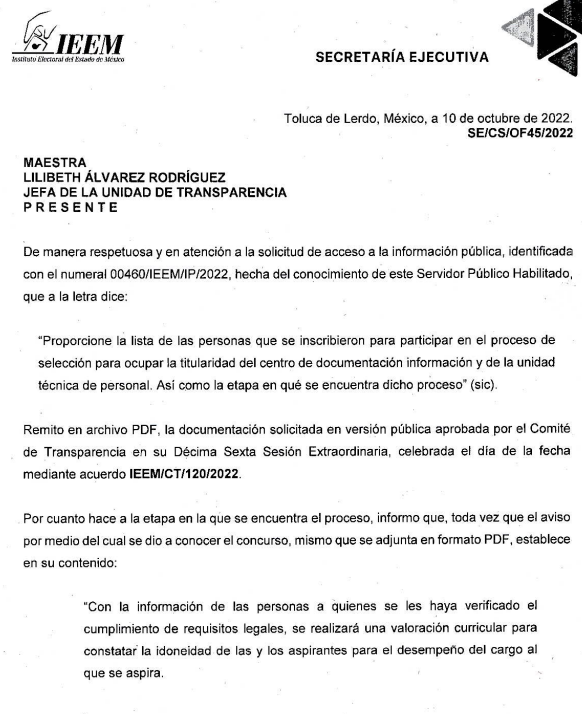 IEEM
Instituto Electoral del Estado de México
SECRETARÍA EJECUTIVA
Toluca de Lerdo, México, a 10 de octubre de 2022.
SE/CS/OF45/2022
MAESTRA
LILIBETH ÁLVAREZ RODRÍGUEZ
JEFA DE LA UNIDAD DE TRANSPARENCIA
P R E S E N T E
De manera respetuosa y en atención a la solicitud de acceso a la información pública, identificada
con el numeral 00460/IEEM/IP/2022, hecha del conocimiento de este Servidor Público Habilitado,
que a la letra dice:
“Proporcione la lista de las personas que se inscribieron para participar en el proceso de
selección para ocupar la titularidad del centro de documentación información y de la unidad
técnica de personal. Así como la etapa en qué se encuentra dicho proceso” (sic).
Remito en archivo PDF, la documentación solicitada en versión pública aprobada por el Comité
de Transparencia en su Décima Sexta Sesión Extraordinaria, celebrada el día de la fecha
mediante acuerdo IEEM/CT/120/2022.
Por cuanto hace a la etapa en la que se encuentra el proceso, informo que, toda vez que el aviso
por medio del cual se dio a conocer el concurso, mismo que se adjunta en formato PDF, establece
en su contenido:
“Con la información de las personas a quienes se les haya verificado el
cumplimiento de requisitos legales, se realizará una valoración curricular para
constatar la idoneidad de las y los aspirantes para el desempeño del cargo al
que se aspira.